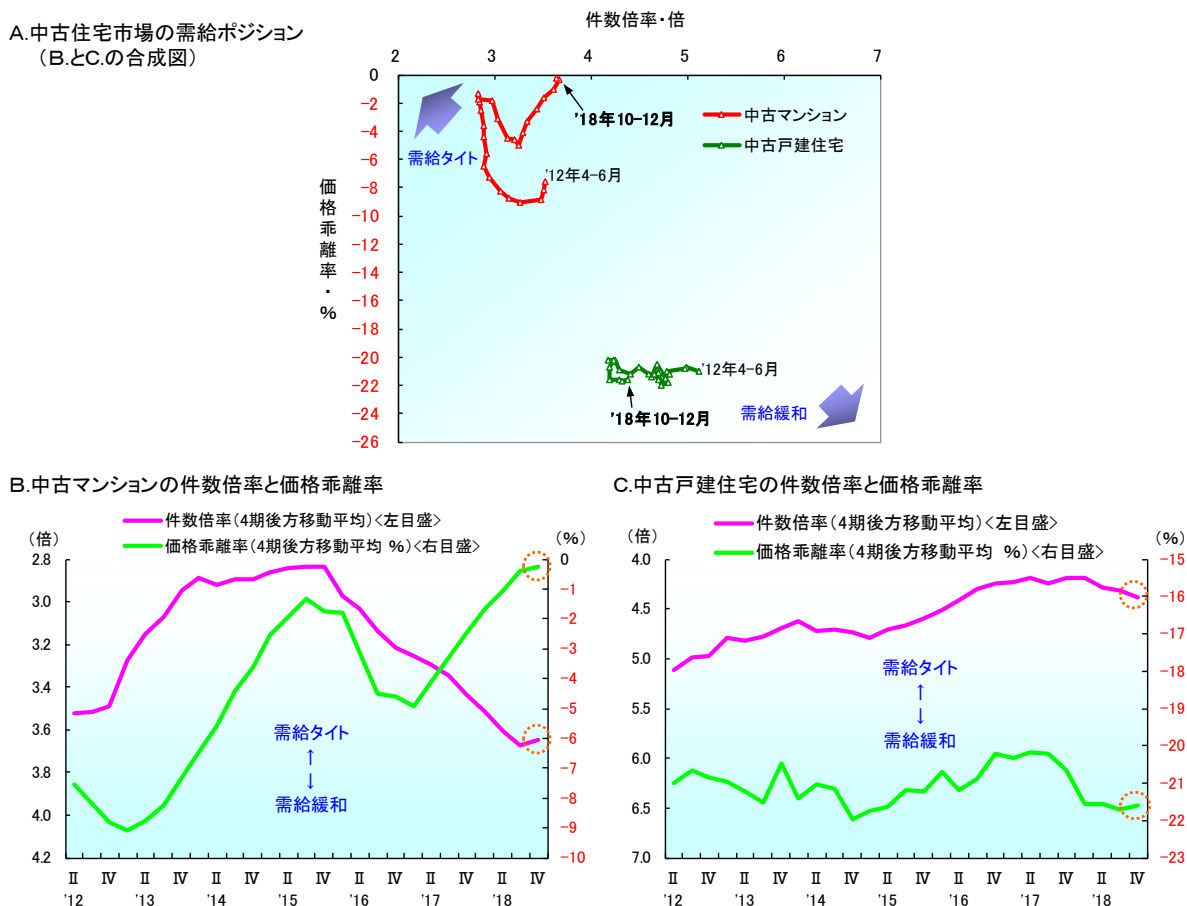 A.中古住宅市場の需給ポジション
(B.とC.の合成図)
件数倍率・倍
2 3 4 5 6 7
価格乖離率・%
0
-2
-4
-6
-8
-10
-12
-14
-16
-18
-20
-22
-24
-26
需給タイト
'18年10-12月
中古マンション
中古戸建住宅
'12年4-6月
'12年4-6月
'18年10-12月
需給緩和
B.中古マンションの件数倍率と価格乖離率
件数倍率(4期後方移動平均)<左目盛>
価格乖離率(4期後方移動平均 %)<右目盛>
(倍)
(%)
2.8
3.0
3.2
3.4
3.6
3.8
4.0
4.2
0
-1
-2
-3
-4
-5
-6
-7
-8
-9
-10
需給タイト
↑
↓
需給緩和
Ⅱ Ⅳ Ⅱ Ⅳ Ⅱ Ⅳ Ⅱ Ⅳ Ⅱ Ⅳ Ⅱ Ⅳ Ⅱ Ⅳ
'12 '13 '14 '15 '16 '17 '18
C.中古戸建住宅の件数倍率と価格乖離率
件数倍率(4期後方移動平均)<左目盛>
価格乖離率(4期後方移動平均 %)<右目盛>
(倍)
(%)
4.0
4.5
5.0
5.5
6.0
6.5
7.0
-15
-16
-17
-18
-19
-20
-21
-22
-23
需給タイト
↑
↓
需給緩和
Ⅱ Ⅳ Ⅱ Ⅳ Ⅱ Ⅳ Ⅱ Ⅳ Ⅱ Ⅳ Ⅱ Ⅳ Ⅱ Ⅳ
'12 '13 '14 '15 '16 '17 '18